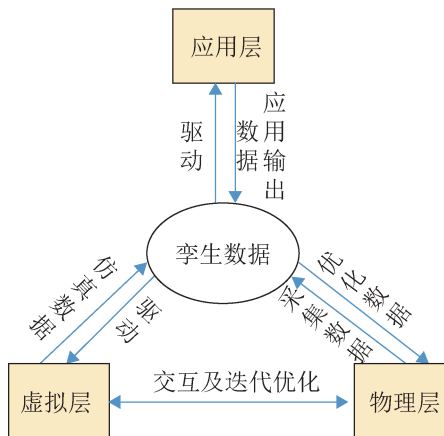 应用层
驱动
数据
应用输出
孪生数据
仿真数据
驱动
优化数据
采集数据
交互及迭代优化
虚拟层
物理层